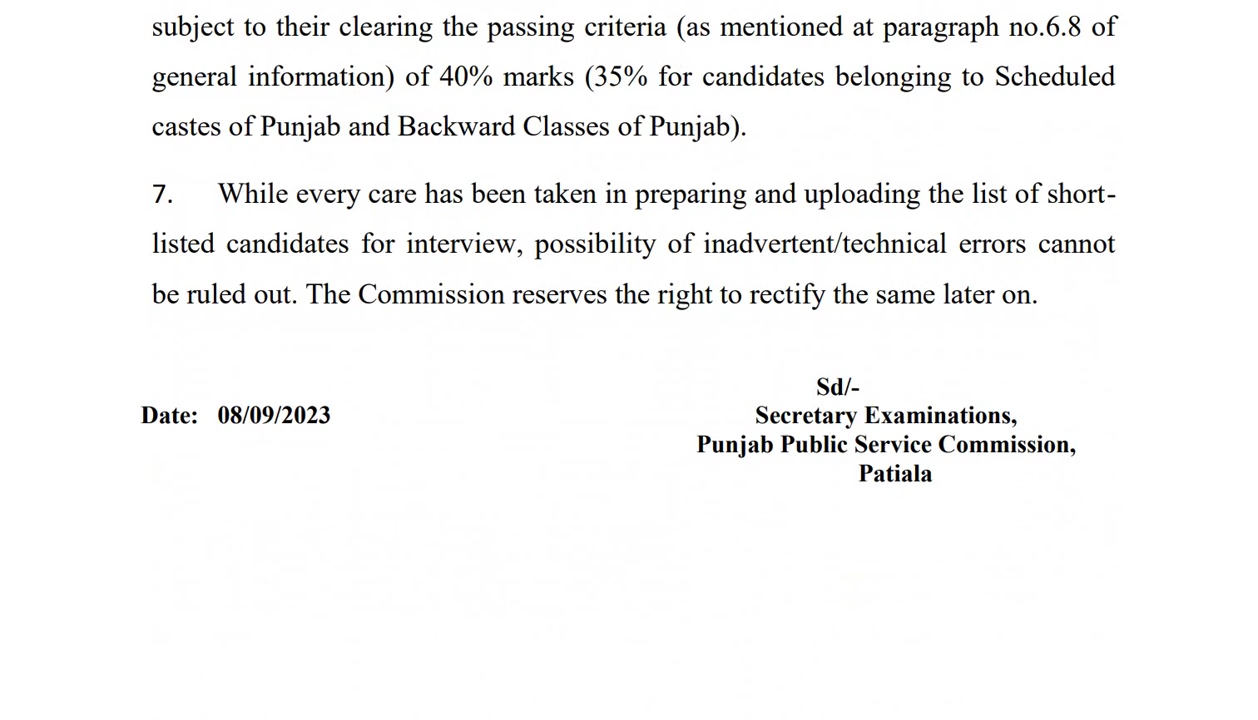 subject to their clearing the passing criteria (as mentioned at paragraph no.6.8 of
general information) of 40% marks (35% for candidates belonging to Scheduled
castes of Punjab and Backward Classes of Punjab).
7. While every care has been taken in preparing and uploading the list of short-
listed candidates for interview, possibility of inadvertent/technical errors cannot
be ruled out. The Commission reserves the right to rectify the same later on.
Sd/-
Date: 08/09/2023 Secretary Examinations,
Punjab Public Service Commission,
Patiala